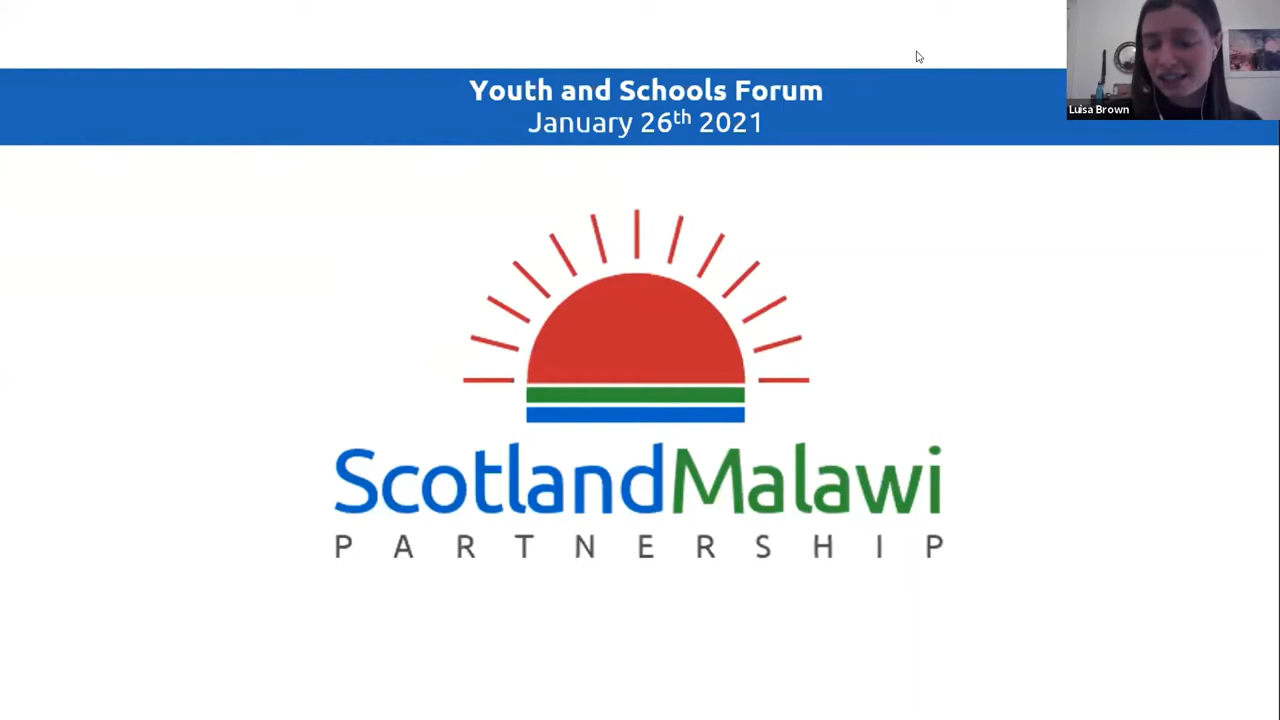 Youth and Schools Forum
January 26th 2021
Luisa Brown
ScotlandMalawi
PARTNERSHIP